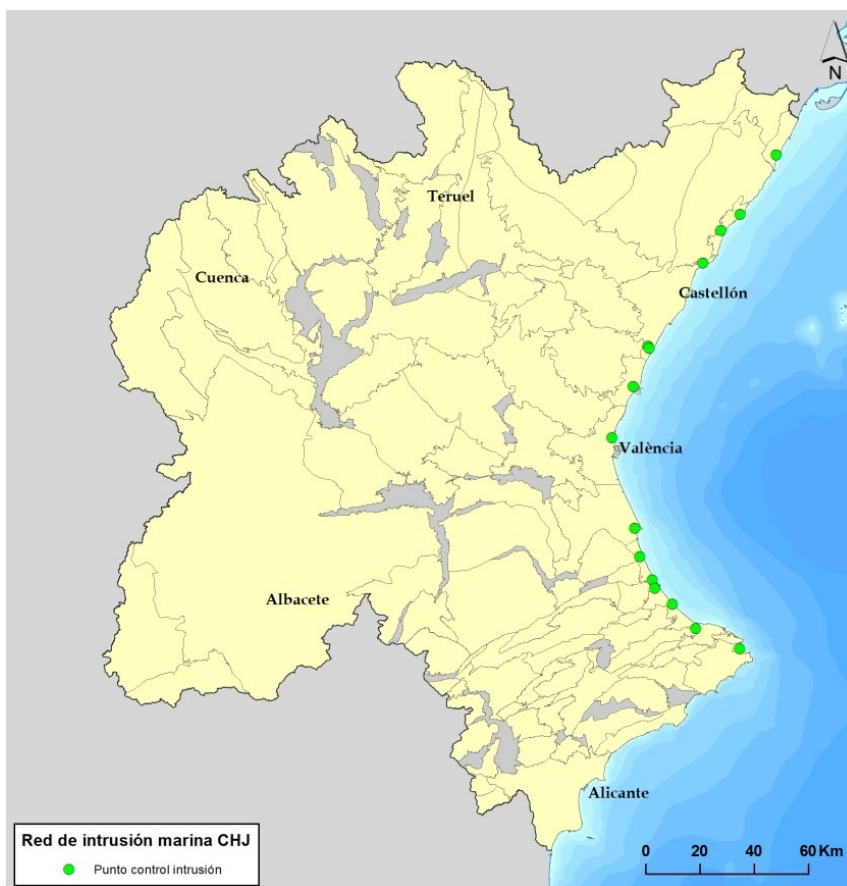 N
Teruel
Cuenca
Castellón
València
Albacete
Alicante
Red de intrusión marina CHJ
Punto control intrusión
0 20 40 60 Km